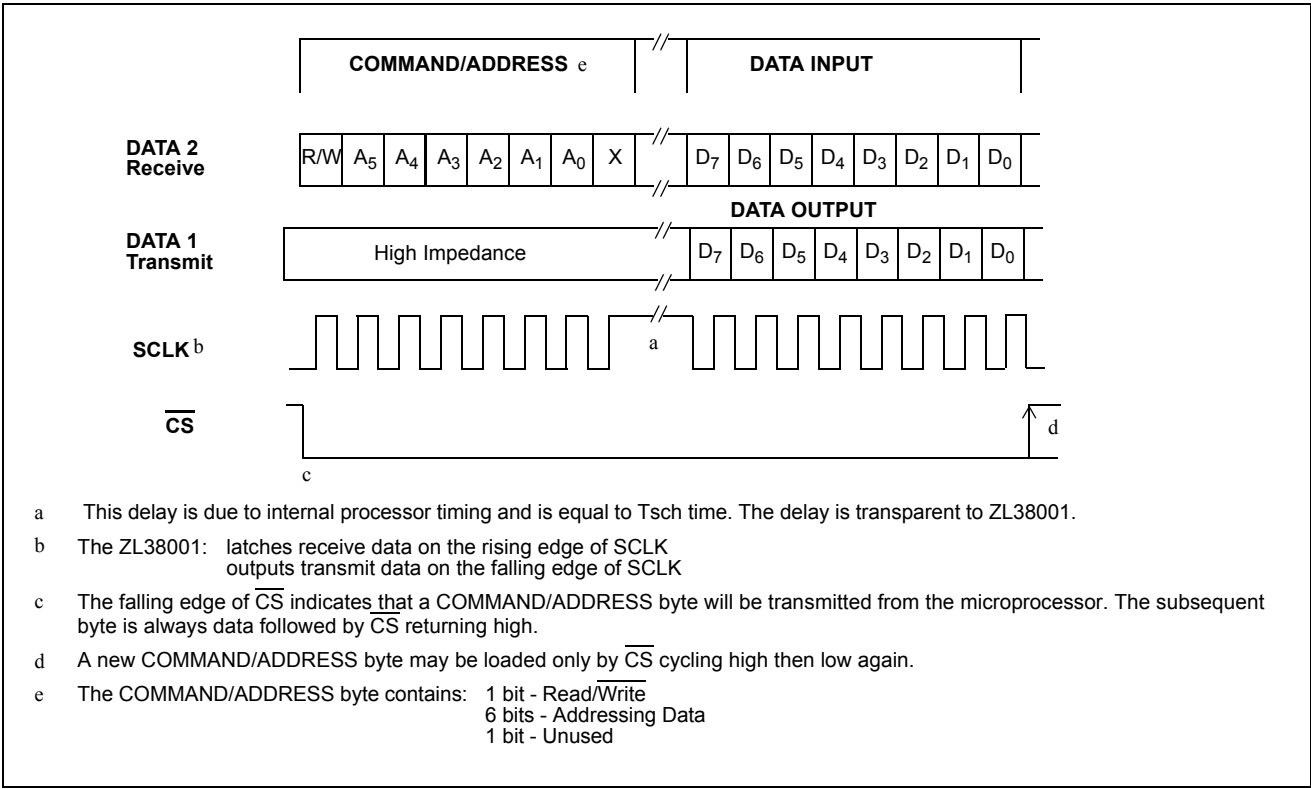 COMMAND/ADDRESS e
DATA INPUT
DATA 2
Receive
R/W A5 A4 A3 A2 A1 A0 X // D7 D6 D5 D4 D3 D2 D1 D0
DATA OUTPUT
DATA 1
Transmit
High Impedance // D7 D6 D5 D4 D3 D2 D1 D0
SCLK b
a
CS
d
c
a This delay is due to internal processor timing and is equal to Tsch time. The delay is transparent to ZL38001.
b The ZL38001: latches receive data on the rising edge of SCLK
outputs transmit data on the falling edge of SCLK
c The falling edge of CS indicates that a COMMAND/ADDRESS byte will be transmitted from the microprocessor. The subsequent
byte is always data followed by CS returning high.
d A new COMMAND/ADDRESS byte may be loaded only by CS cycling high then low again.
e The COMMAND/ADDRESS byte contains: 1 bit - Read/Write
6 bits - Addressing Data
1 bit - Unused